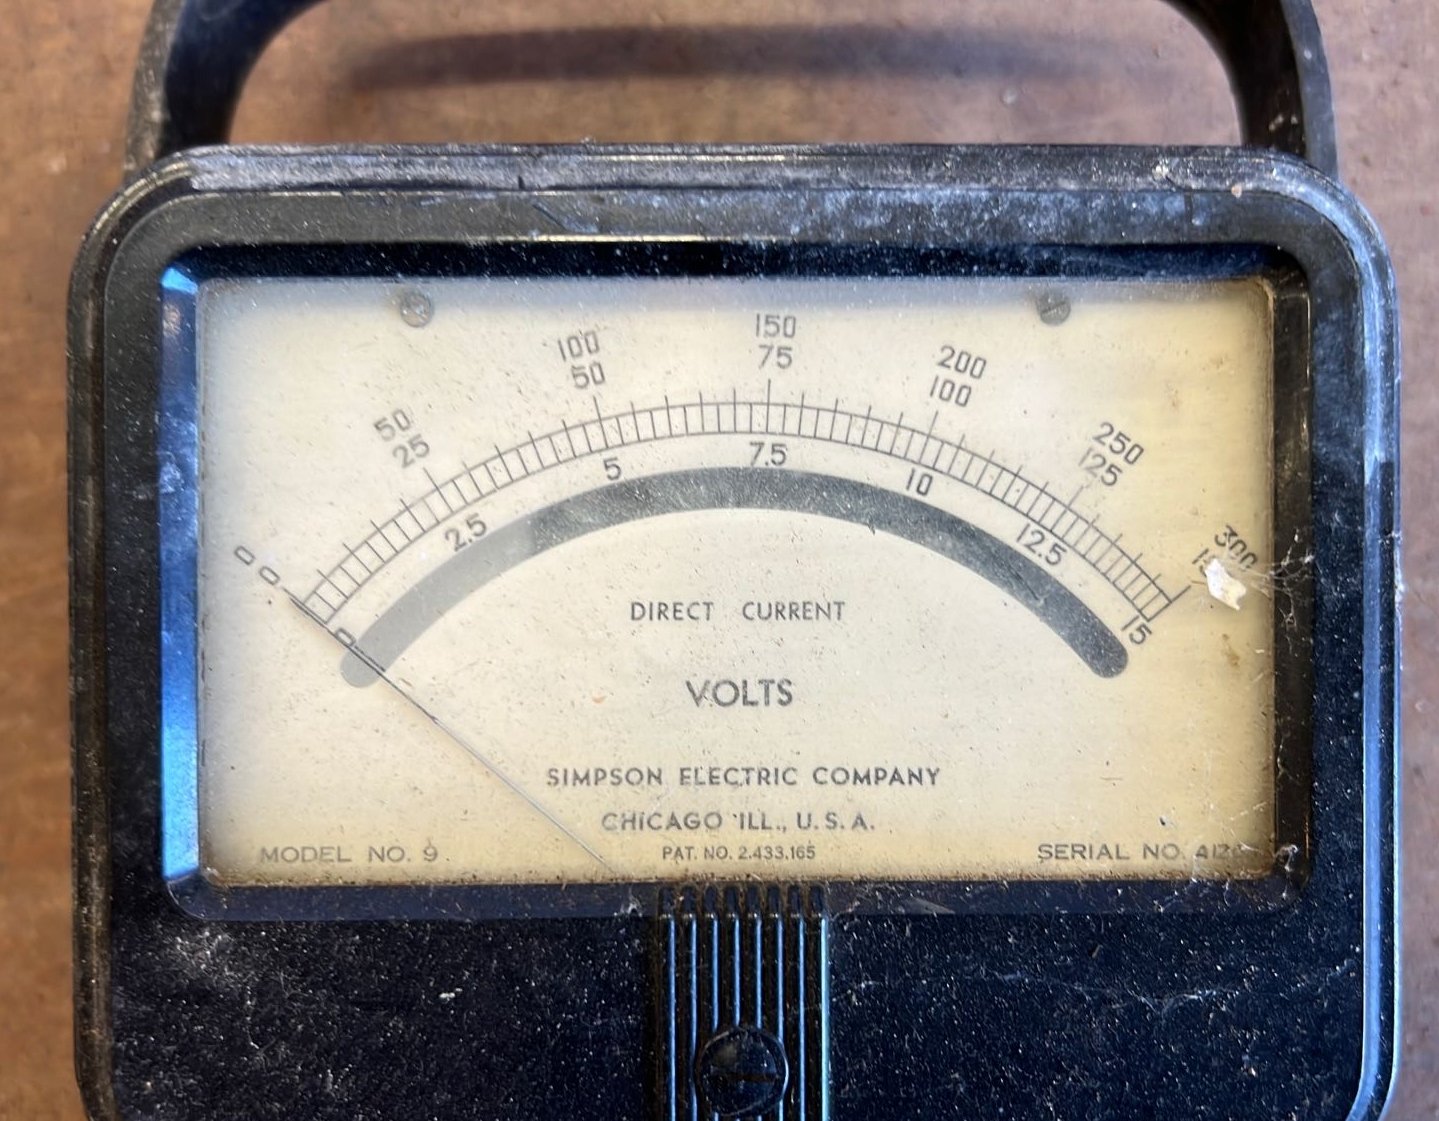 0 50 100 150 200 250 300
0 25 50 75 100 125
0 2.5 5 7.5 10 12.5 15
DIRECT CURRENT
VOLTS
SIMPSON ELECTRIC COMPANY
CHICAGO ILL., U.S.A.
MODEL NO. 9 PAT. NO. 2.433.165 SERIAL NO.